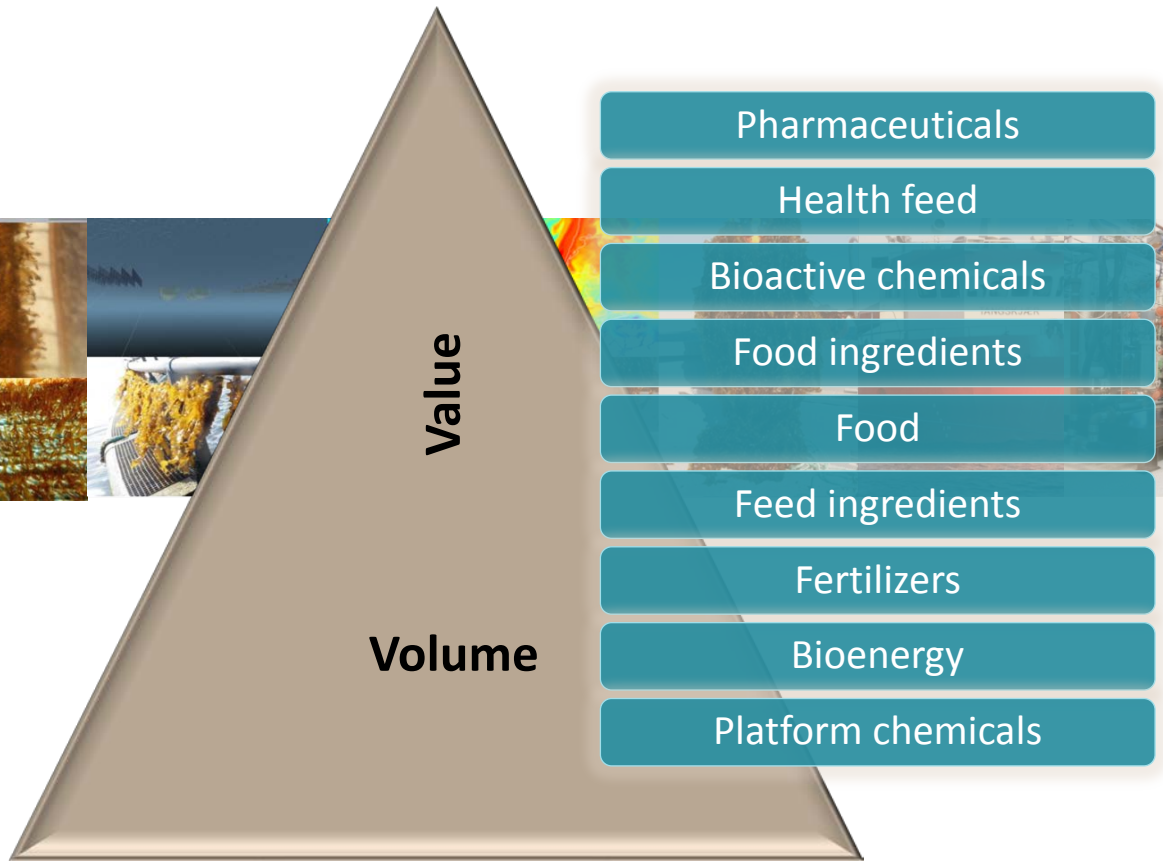 Pharmaceuticals
Health feed
Bioactive chemicals
Food ingredients
Food
Feed ingredients
Fertilizers
Bioenergy
Platform chemicals
Value
Volume